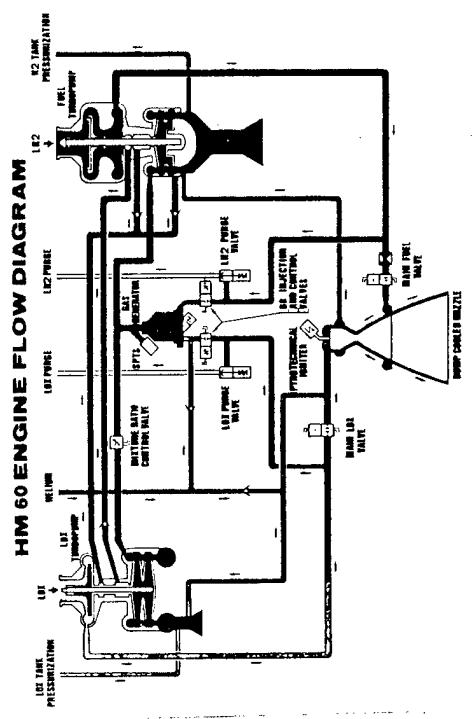 HM 60 ENGINE FLOW DIAGRAM
LOX TANK
PRESSURIZATION
LOX
LOX
TURBOPUMP
HELIUM
MIXTURE RATIO
CONTROL VALVE
LOX PURGE
SPTS
GAS
GENERATOR
LH2 PURGE
LH2
FUEL
TURBOPUMP
H2 TANK
PRESSURIZATION
LOX PURGE
VALVE
LH2 PURGE
VALVE
GG INJECTION
AND CONTROL
VALVES
PYROTECHNICAL
IGNITER
MAIN LOX
VALVE
MAIN FUEL
VALVE
DUMP COOLED NOZZLE